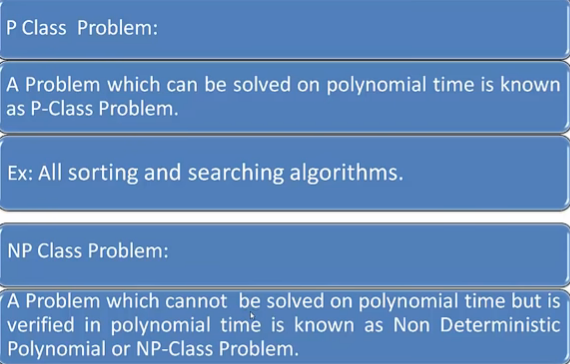 P Class Problem:
A Problem which can be solved on polynomial time is known
as P-Class Problem.
Ex: All sorting and searching algorithms.
NP Class Problem:
A Problem which cannot be solved on polynomial time but is
verified in polynomial time is known as Non Deterministic
Polynomial or NP-Class Problem.